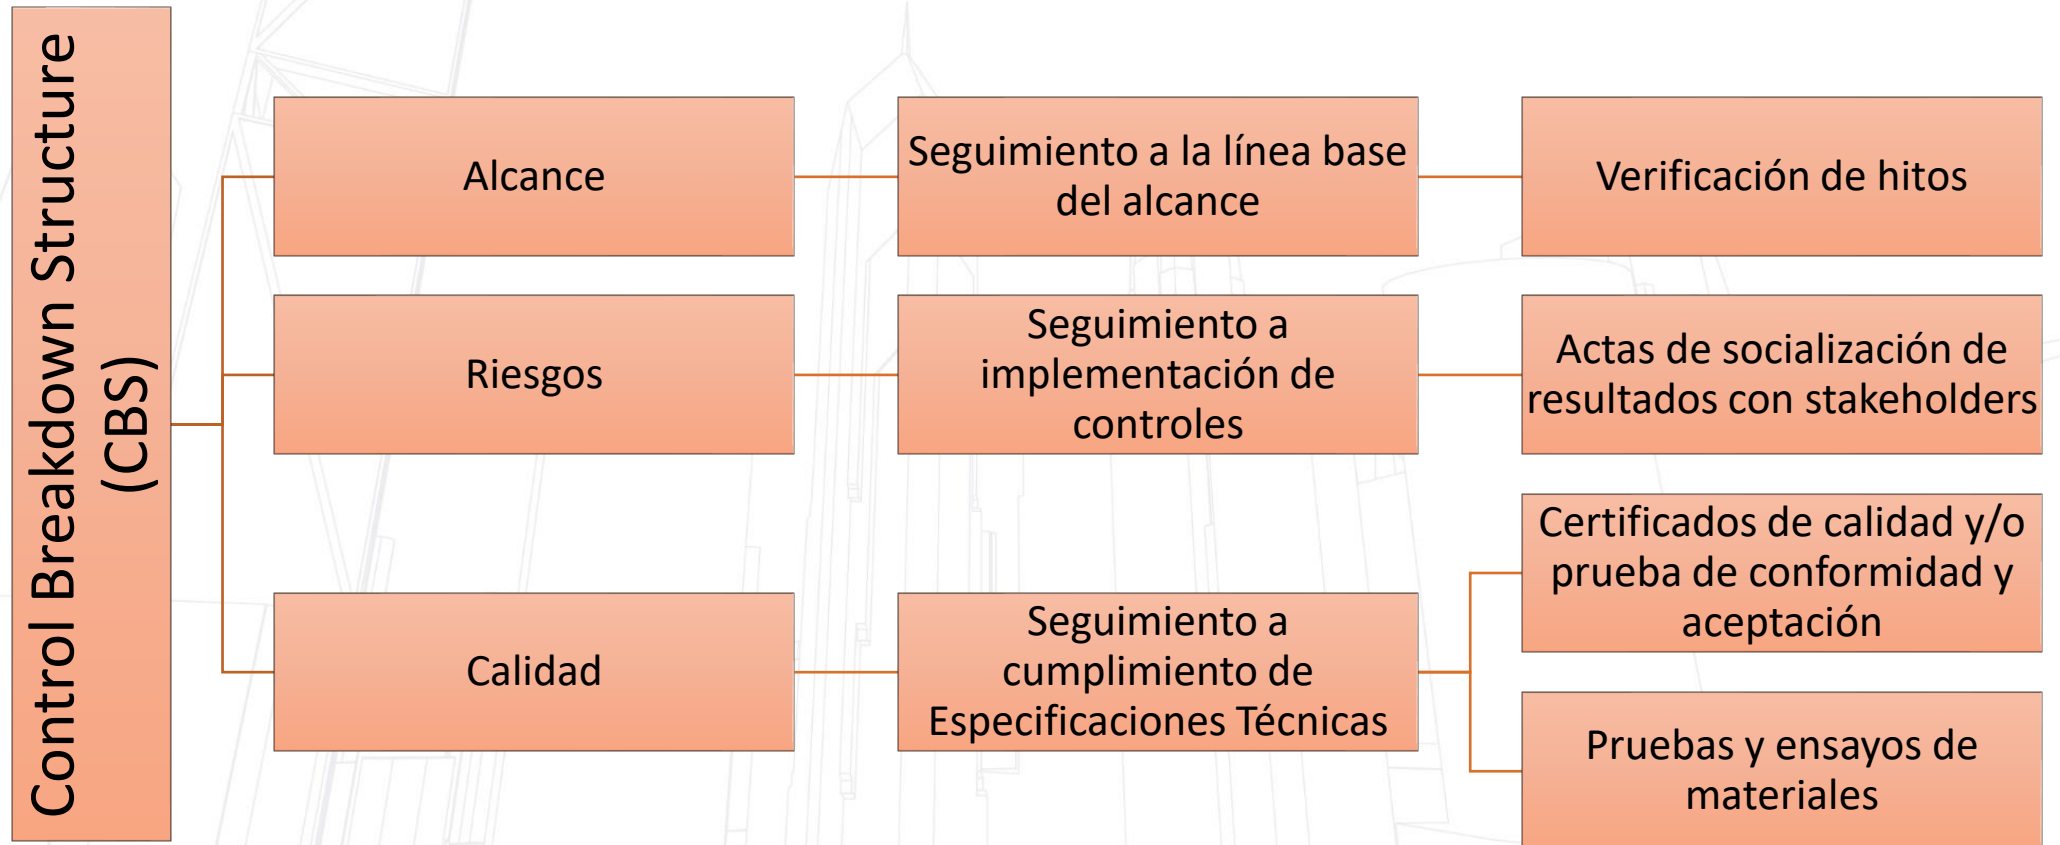 Control Breakdown Structure
(CBS)
Alcance
Seguimiento a la línea base
del alcance
Verificación de hitos
Riesgos
Seguimiento a
implementación de
controles
Actas de socialización de
resultados con stakeholders
Calidad
Seguimiento a
cumplimiento de
Especificaciones Técnicas
Certificados de calidad y/o
prueba de conformidad y
aceptación
Pruebas y ensayos de
materiales